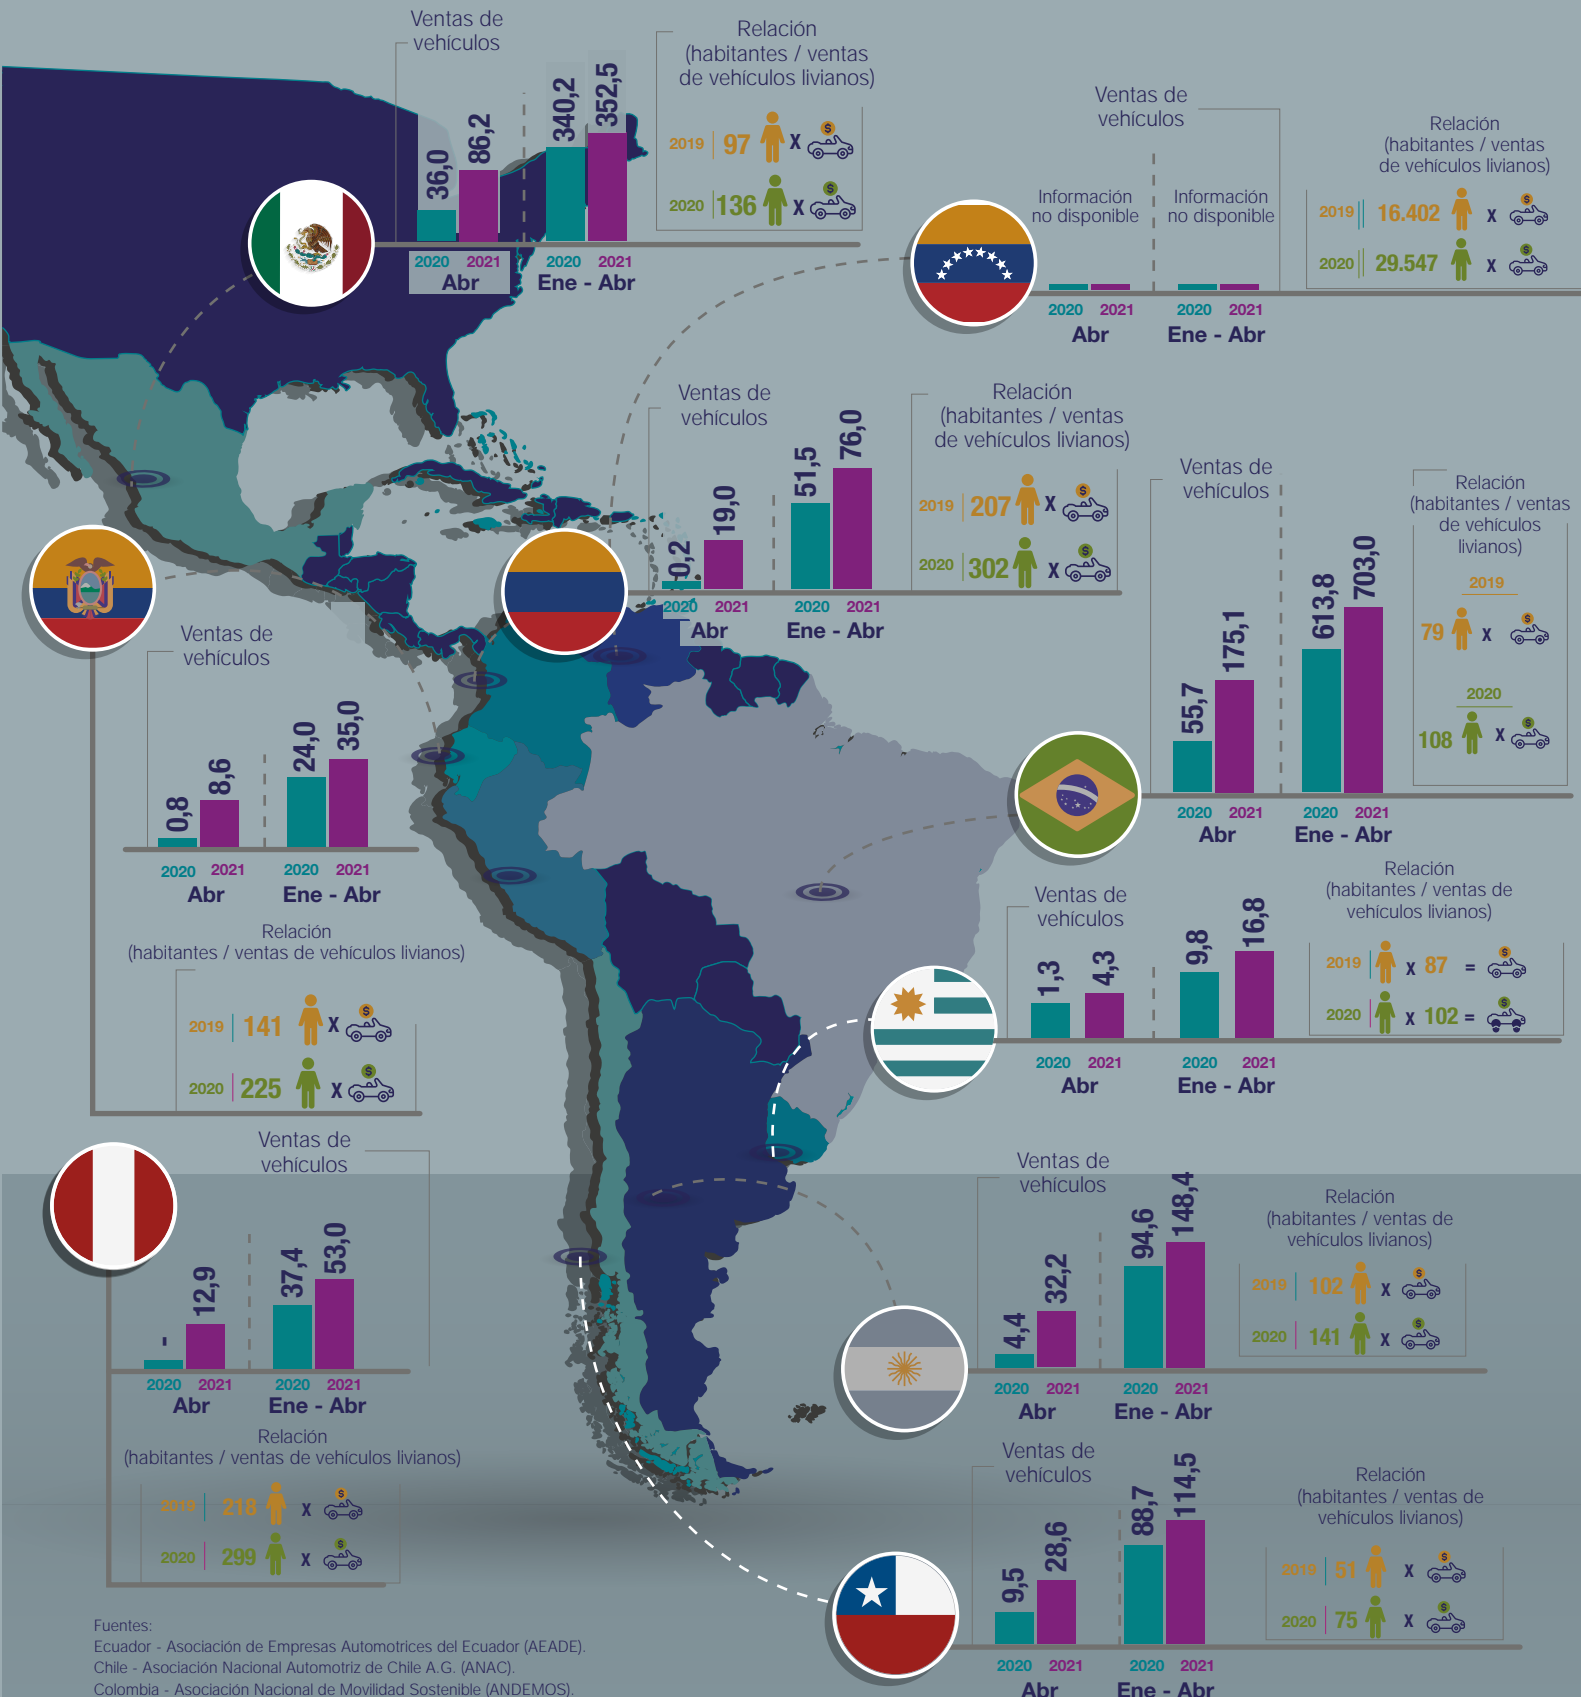 Ventas de
vehículos
36,0
86,2
340,2
352,5
2020
2021
2020
2021
Abr
Ene - Abr
Relación
(habitantes / ventas
de vehículos livianos)
2019 97 X $
2020 136 X $
Ventas de
vehículos
Información
no disponible
Información
no disponible
2020
2021
2020
2021
Abr
Ene - Abr
Relación
(habitantes / ventas
de vehículos livianos)
2019 16.402 X $
2020 29.547 X $
Ventas de
vehículos
0,2
19,0
51,5
76,0
2020
2021
2020
2021
Abr
Ene - Abr
Relación
(habitantes / ventas
de vehículos livianos)
2019 207 X $
2020 302 X $
Ventas de
vehículos
55,7
175,1
613,8
703,0
2020
2021
2020
2021
Abr
Ene - Abr
Relación
(habitantes / ventas
de vehículos
livianos)
2019
79 X $
2020
108 X $
Ventas de
vehículos
0,8
8,6
24,0
35,0
2020
2021
2020
2021
Abr
Ene - Abr
Relación
(habitantes / ventas de vehículos livianos)
2019 141 X $
2020 225 X $
Ventas de
vehículos
1,3
4,3
9,8
16,8
2020
2021
2020
2021
Abr
Ene - Abr
Relación
(habitantes / ventas de
vehículos livianos)
2019 X 87 = $
2020 X 102 = $
Ventas de
vehículos
-
12,9
37,4
53,0
2020
2021
2020
2021
Abr
Ene - Abr
Relación
(habitantes / ventas de vehículos livianos)
2019 218 X $
2020 299 X $
Ventas de
vehículos
4,4
32,2
94,6
148,4
2020
2021
2020
2021
Abr
Ene - Abr
Relación
(habitantes / ventas de
vehículos livianos)
2019 102 X $
2020 141 X $
Ventas de
vehículos
9,5
28,6
88,7
114,5
2020
2021
2020
2021
Abr
Ene - Abr
Relación
(habitantes / ventas de
vehículos livianos)
2019 51 X $
2020 75 X $
Fuentes:
Ecuador - Asociación de Empresas Automotrices del Ecuador (AEADE).
Chile - Asociación Nacional Automotriz de Chile A.G. (ANAC).
Colombia - Asociación Nacional de Movilidad Sostenible (ANDEMOS).